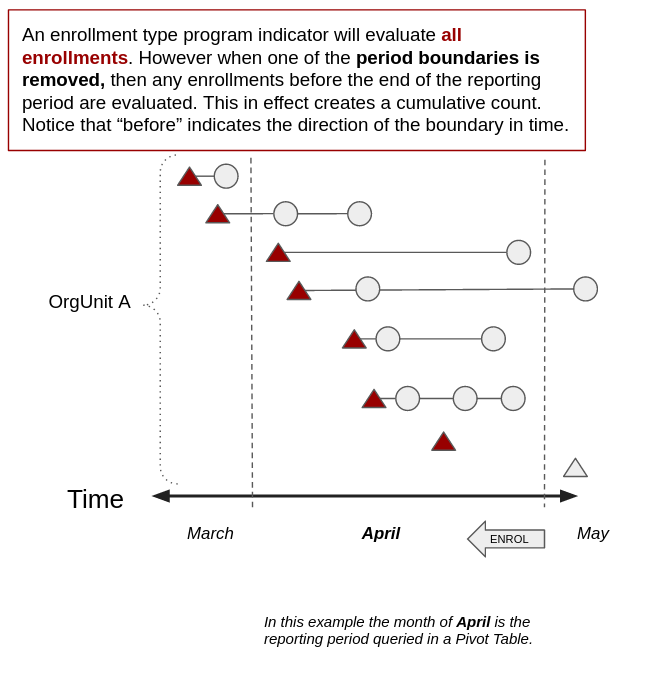 An enrollment type program indicator will evaluate all
enrollments. However when one of the period boundaries is
removed, then any enrollments before the end of the reporting
period are evaluated. This in effect creates a cumulative count.
Notice that “before” indicates the direction of the boundary in time.
OrgUnit A
Time
March
April
ENROL
May
In this example the month of April is the
reporting period queried in a Pivot Table.